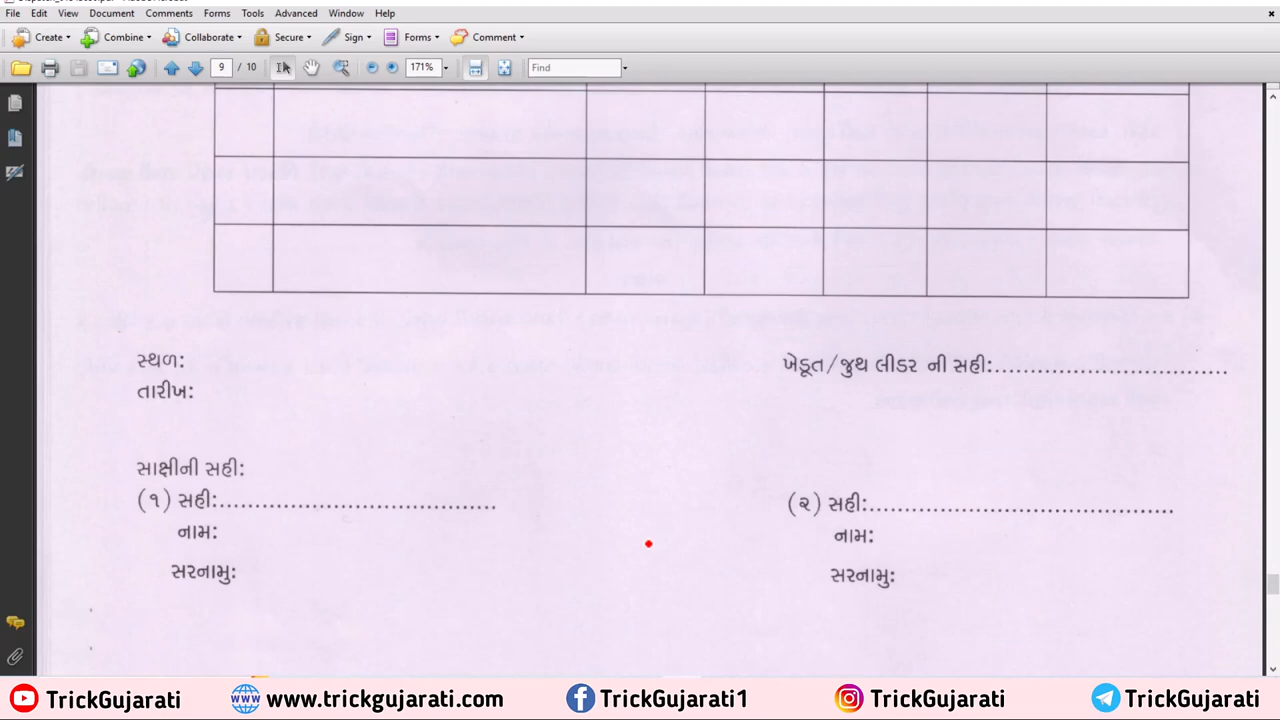 File Edit View Document Comments Forms Tools Advanced Window Help
Create Combine Collaborate Secure Sign Forms Comment
9 / 10 171% Find
સ્થળ:
ખેડૂત/જુથ લીડર ની સહી:.................................
તારીખ:
સાક્ષીની સહી:
(૧) સહી:.......................................
(૨) સહી:...........................................
નામ:
નામ:
સરનામુ:
સરનામુ:
TrickGujarati www.trickgujarati.com TrickGujarati1 TrickGujarati TrickGujarati